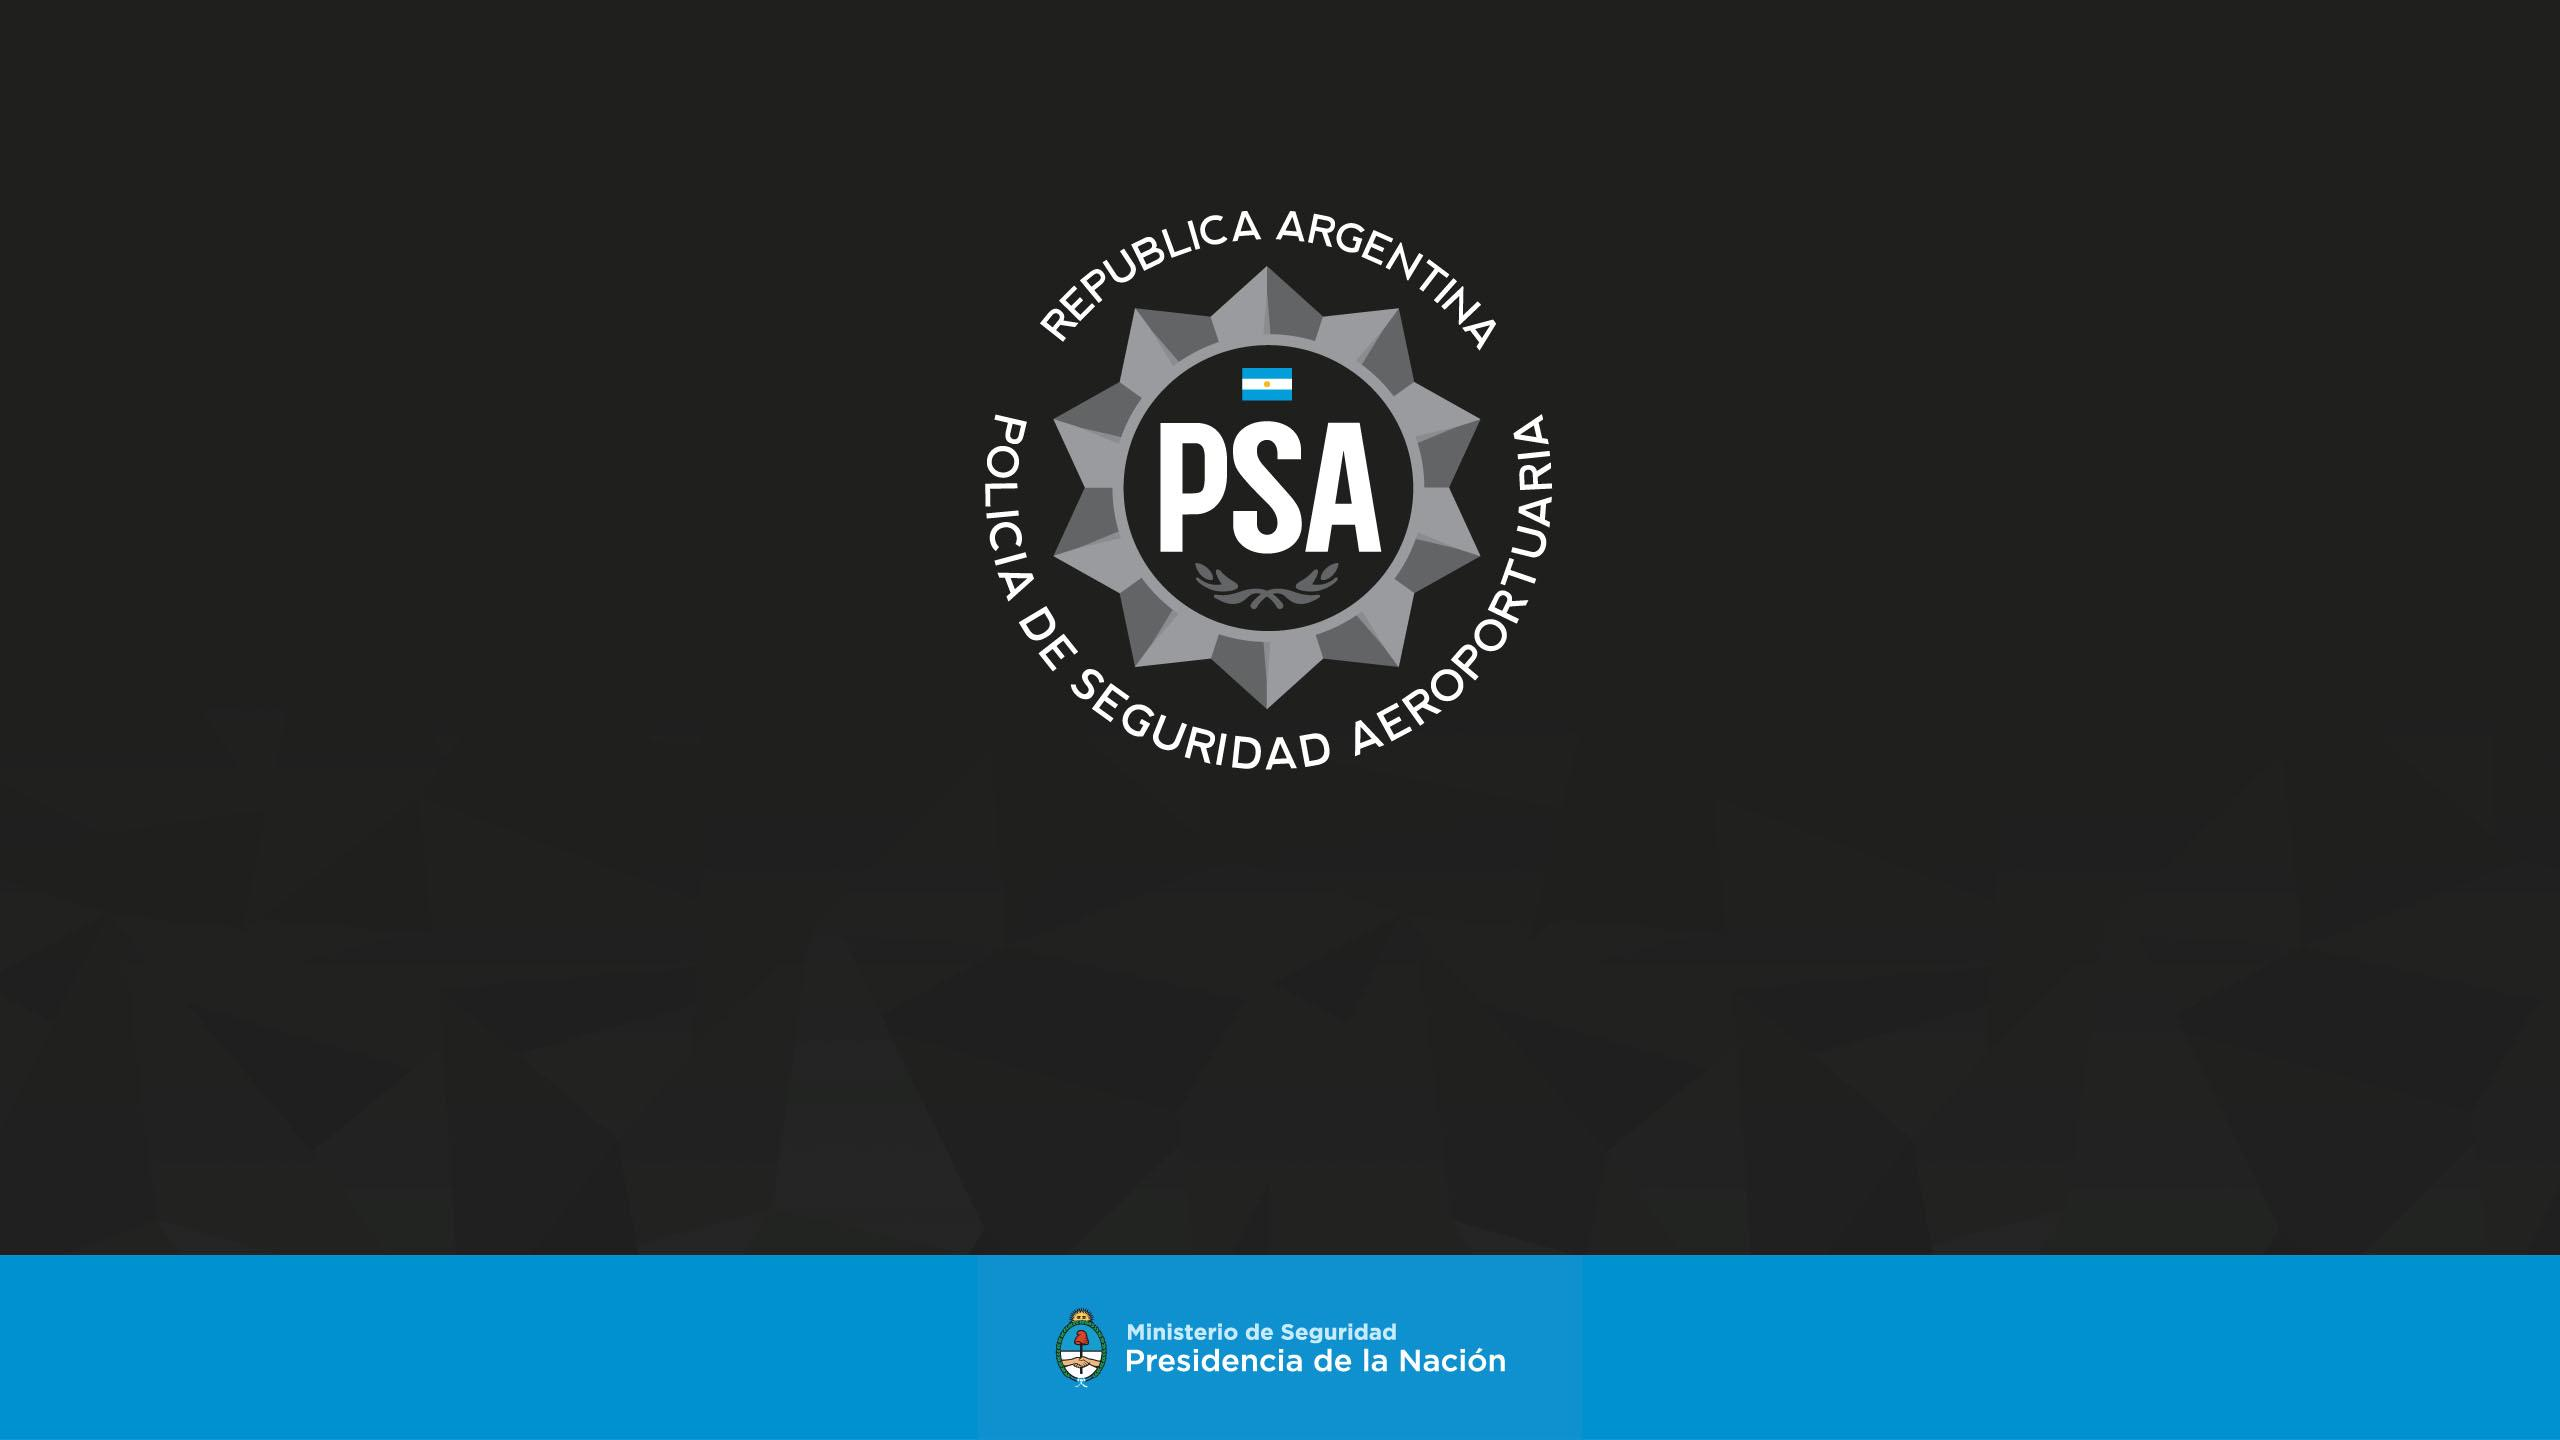 REPUBLICA ARGENTINA
PSA
POLICIA DE SEGURIDAD AEROPORTUARIA
Ministerio de Seguridad
Presidencia de la Nación